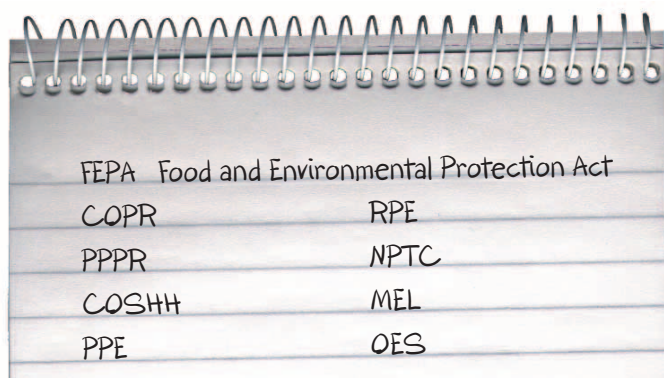 FEPA Food and Environmental Protection Act
COPR RPE
PPPR NPTC
COSHH MEL
PPE OES